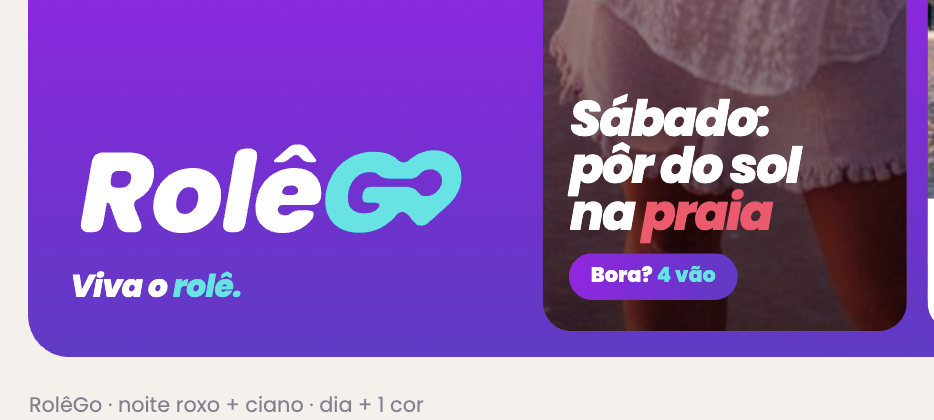 RolêGo
Viva o rolê.
Sábado:
pôr do sol
na praia
Bora? 4 vão
RolêGo · noite roxo + ciano · dia + 1 cor